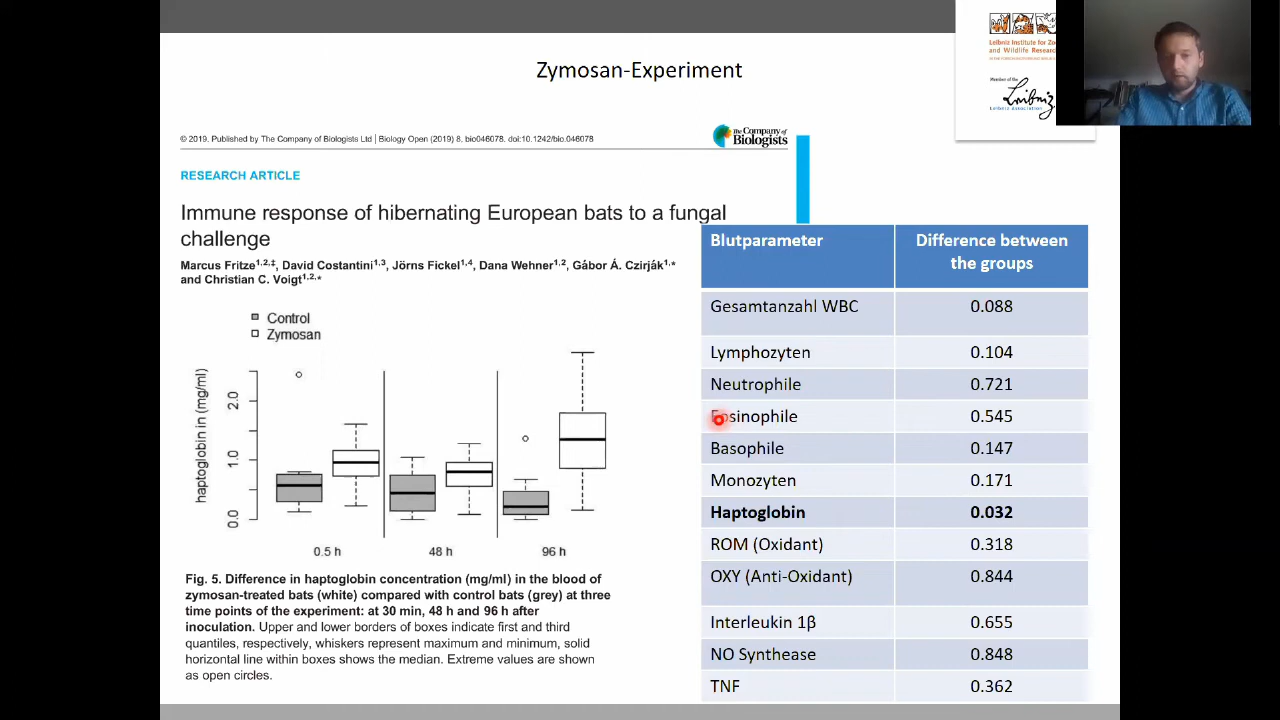 Zymosan-Experiment
Leibniz Institute for Zo
and Wildlife Resear
Member of the
Leibniz
Leibniz Association
© 2019. Published by The Company of Biologists Ltd | Biology Open (2019) 8, bio046078. doi:10.1242/bio.046078
The Company of
Biologists
RESEARCH ARTICLE
Immune response of hibernating European bats to a fungal
challenge
Marcus Fritze1,2,‡, David Costantini1,3, Jörns Fickel1,4, Dana Wehner1,2, Gábor Á. Czirják1,*
and Christian C. Voigt1,2,*
Control
Zymosan
haptoglobin in (mg/ml)
2.0
1.0
0.0
0.5 h 48 h 96 h
Fig. 5. Difference in haptoglobin concentration (mg/ml) in the blood of
zymosan-treated bats (white) compared with control bats (grey) at three
time points of the experiment: at 30 min, 48 h and 96 h after
inoculation. Upper and lower borders of boxes indicate first and third
quantiles, respectively, whiskers represent maximum and minimum, solid
horizontal line within boxes shows the median. Extreme values are shown
as open circles.
Blutparameter Difference between
the groups
Gesamtanzahl WBC 0.088
Lymphozyten 0.104
Neutrophile 0.721
Eosinophile 0.545
Basophile 0.147
Monozyten 0.171
Haptoglobin 0.032
ROM (Oxidant) 0.318
OXY (Anti-Oxidant) 0.844
Interleukin 1β 0.655
NO Synthease 0.848
TNF 0.362